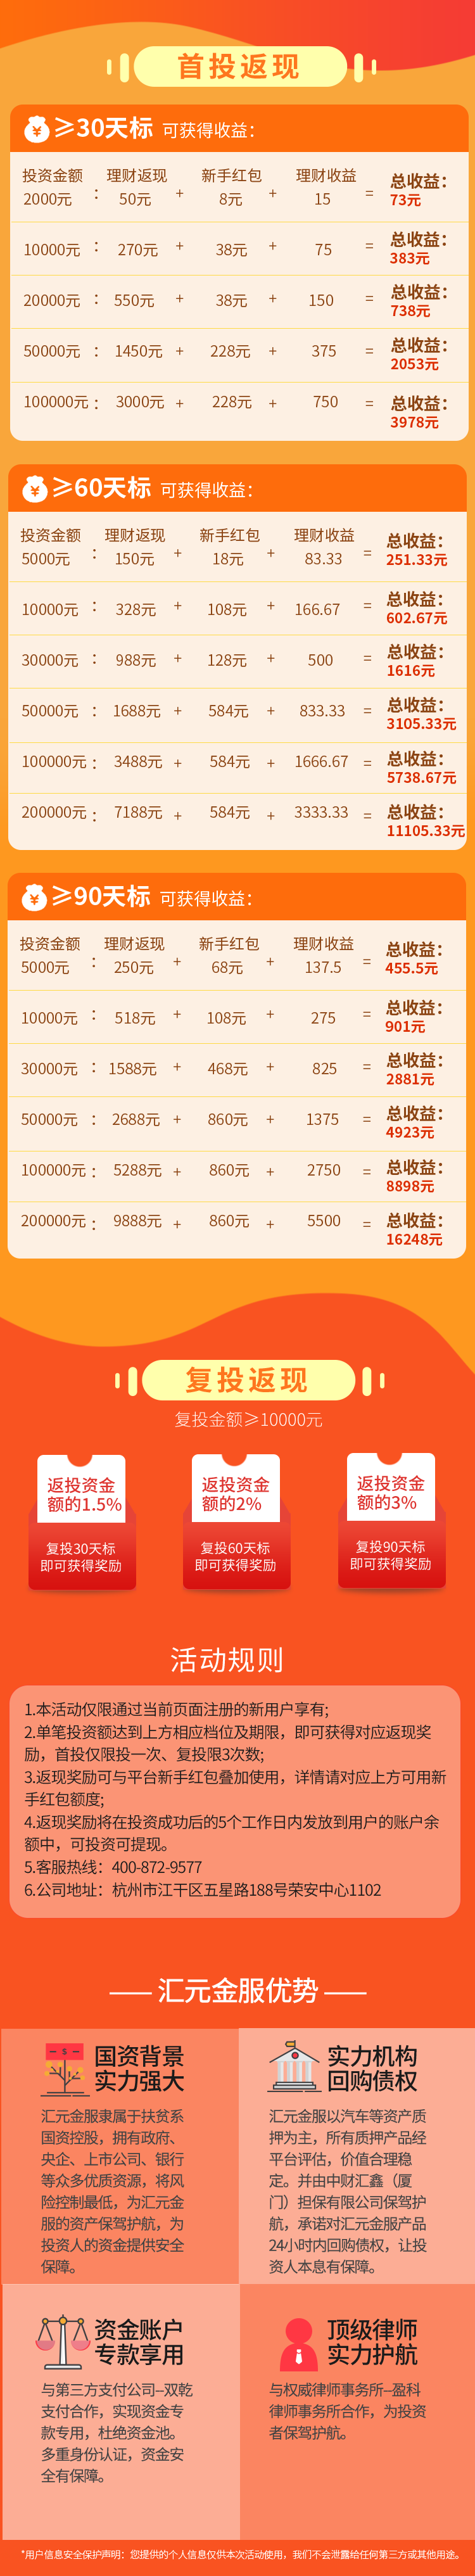 首投返现
≥30天标 可获得收益：
投资金额 理财返现 新手红包 理财收益 总收益：
2000元 ： 50元 + 8元 + 15 = 73元
10000元 ： 270元 + 38元 + 75 = 总收益：
383元
20000元 ： 550元 + 38元 + 150 = 总收益：
738元
50000元 ： 1450元 + 228元 + 375 = 总收益：
2053元
100000元 ： 3000元 + 228元 + 750 = 总收益：
3978元
≥60天标 可获得收益：
投资金额 理财返现 新手红包 理财收益 总收益：
5000元 ： 150元 + 18元 + 83.33 = 251.33元
10000元 ： 328元 + 108元 + 166.67 = 总收益：
602.67元
30000元 ： 988元 + 128元 + 500 = 总收益：
1616元
50000元 ： 1688元 + 584元 + 833.33 = 总收益：
3105.33元
100000元 ： 3488元 + 584元 + 1666.67 = 总收益：
5738.67元
200000元 ： 7188元 + 584元 + 3333.33 = 总收益：
11105.33元
≥90天标 可获得收益：
投资金额 理财返现 新手红包 理财收益 总收益：
5000元 ： 250元 + 68元 + 137.5 = 455.5元
10000元 ： 518元 + 108元 + 275 = 总收益：
901元
30000元 ： 1588元 + 468元 + 825 = 总收益：
2881元
50000元 ： 2688元 + 860元 + 1375 = 总收益：
4923元
100000元 ： 5288元 + 860元 + 2750 = 总收益：
8898元
200000元 ： 9888元 + 860元 + 5500 = 总收益：
16248元
复投返现
复投金额≥10000元
返投资金
额的1.5%
复投30天标
即可获得奖励
返投资金
额的2%
复投60天标
即可获得奖励
返投资金
额的3%
复投90天标
即可获得奖励
活动规则
1.本活动仅限通过当前页面注册的新用户享有;
2.单笔投资额达到上方相应档位及期限，即可获得对应返现奖
励，首投仅限投一次、复投限3次数;
3.返现奖励可与平台新手红包叠加使用，详情请对应上方可用新
手红包额度;
4.返现奖励将在投资成功后的5个工作日内发放到用户的账户余
额中，可投资可提现。
5.客服热线：400-872-9577
6.公司地址：杭州市江干区五星路188号荣安中心1102
汇元金服优势
国资背景
实力强大
汇元金服隶属于扶贫系
国资控股，拥有政府、
央企、上市公司、银行
等众多优质资源，将风
险控制最低，为汇元金
服的资产保驾护航，为
投资人的资金提供安全
保障。
实力机构
回购债权
汇元金服以汽车等资产质
押为主，所有质押产品经
平台评估，价值合理稳
定。并由中财汇鑫（厦
门）担保有限公司保驾护
航，承诺对汇元金服产品
24小时内回购债权，让投
资人本息有保障。
资金账户
专款享用
与第三方支付公司--双乾
支付合作，实现资金专
款专用，杜绝资金池。
多重身份认证，资金安
全有保障。
顶级律师
实力护航
与权威律师事务所--盈科
律师事务所合作，为投资
者保驾护航。
*用户信息安全保护声明：您提供的个人信息仅供本次活动使用，我们不会泄露给任何第三方或其他用途。